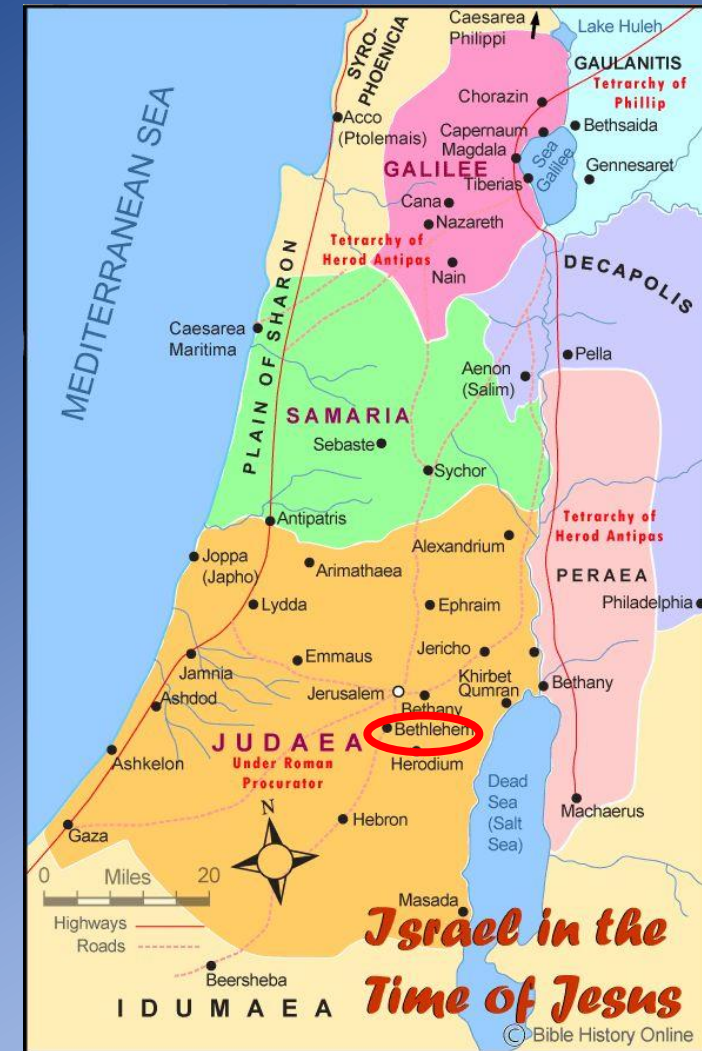 Caesarea
Philippi
Lake Huleh
SYRO-
PHOENICIA
GAULANITIS
Tetrarchy of
Phillip
Chorazin
Acco
(Ptolemais)
Capernaum
Bethsaida
Magdala
Sea
Galilee
GALILEE
Gennesaret
Tiberias
Cana
Nazareth
Tetrarchy of
Herod Antipas
Nain
DECAPOLIS
MEDITERRANEAN SEA
PLAIN OF SHARON
Caesarea
Maritima
Pella
Aenon
(Salim)
SAMARIA
Sebaste
Sychor
Antipatris
Tetrarchy of
Herod Antipas
Alexandrium
Joppa
(Japho)
Arimathaea
PERAEA
Lydda
Ephraim
Philadelphia
Emmaus
Jericho
Jamnia
Khirbet
Qumran
Bethany
Jerusalem
Bethany
Ashdod
Bethlehem
JUDAEA
Under Roman
Procurator
Ashkelon
Herodium
Dead
Sea
(Salt
Sea)
Machaerus
N
Hebron
Gaza
0 Miles 20
Highways
Roads
Masada
Beersheba
IDUMAEA
Israel in the
Time of Jesus
© Bible History Online